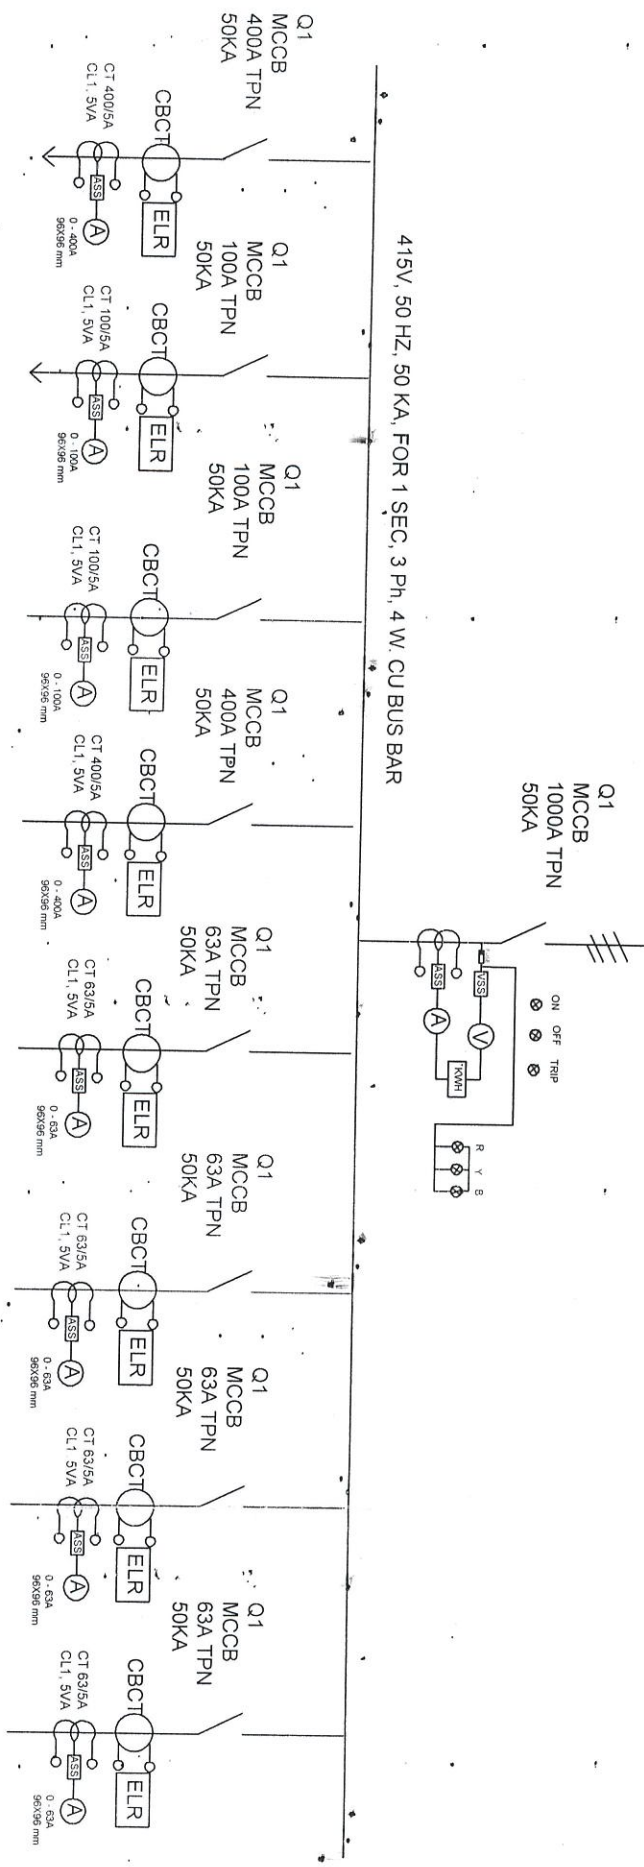 Q1
MCCB
1000A TPN
50KA
ON OFF TRIP
VSS
V
ASS
A
KWH
R Y B
415V, 50 HZ, 50 KA, FOR 1 SEC, 3 Ph, 4 W. CU BUS BAR
Q1
MCCB
400A TPN
50KA
CBCT
ELR
CT 400/5A
CL1, 5VA
ASS
A
0 - 400A
96X96 mm
Q1
MCCB
100A TPN
50KA
CBCT
ELR
CT 100/5A
CL1, 5VA
ASS
A
0 - 100A
96X96 mm
Q1
MCCB
100A TPN
50KA
CBCT
ELR
CT 100/5A
CL1, 5VA
ASS
A
0 - 100A
96X96 mm
Q1
MCCB
400A TPN
50KA
CBCT
ELR
CT 400/5A
CL1, 5VA
ASS
A
0 - 400A
96X96 mm
Q1
MCCB
63A TPN
50KA
CBCT
ELR
CT 63/5A
CL1, 5VA
ASS
A
0 - 63A
96X96 mm
Q1
MCCB
63A TPN
50KA
CBCT
ELR
CT 63/5A
CL1, 5VA
ASS
A
0 - 63A
96X96 mm
Q1
MCCB
63A TPN
50KA
CBCT
ELR
CT 63/5A
CL1, 5VA
ASS
A
0 - 63A
96X96 mm
Q1
MCCB
63A TPN
50KA
CBCT
ELR
CT 63/5A
CL1, 5VA
ASS
A
0 - 63A
96X96 mm